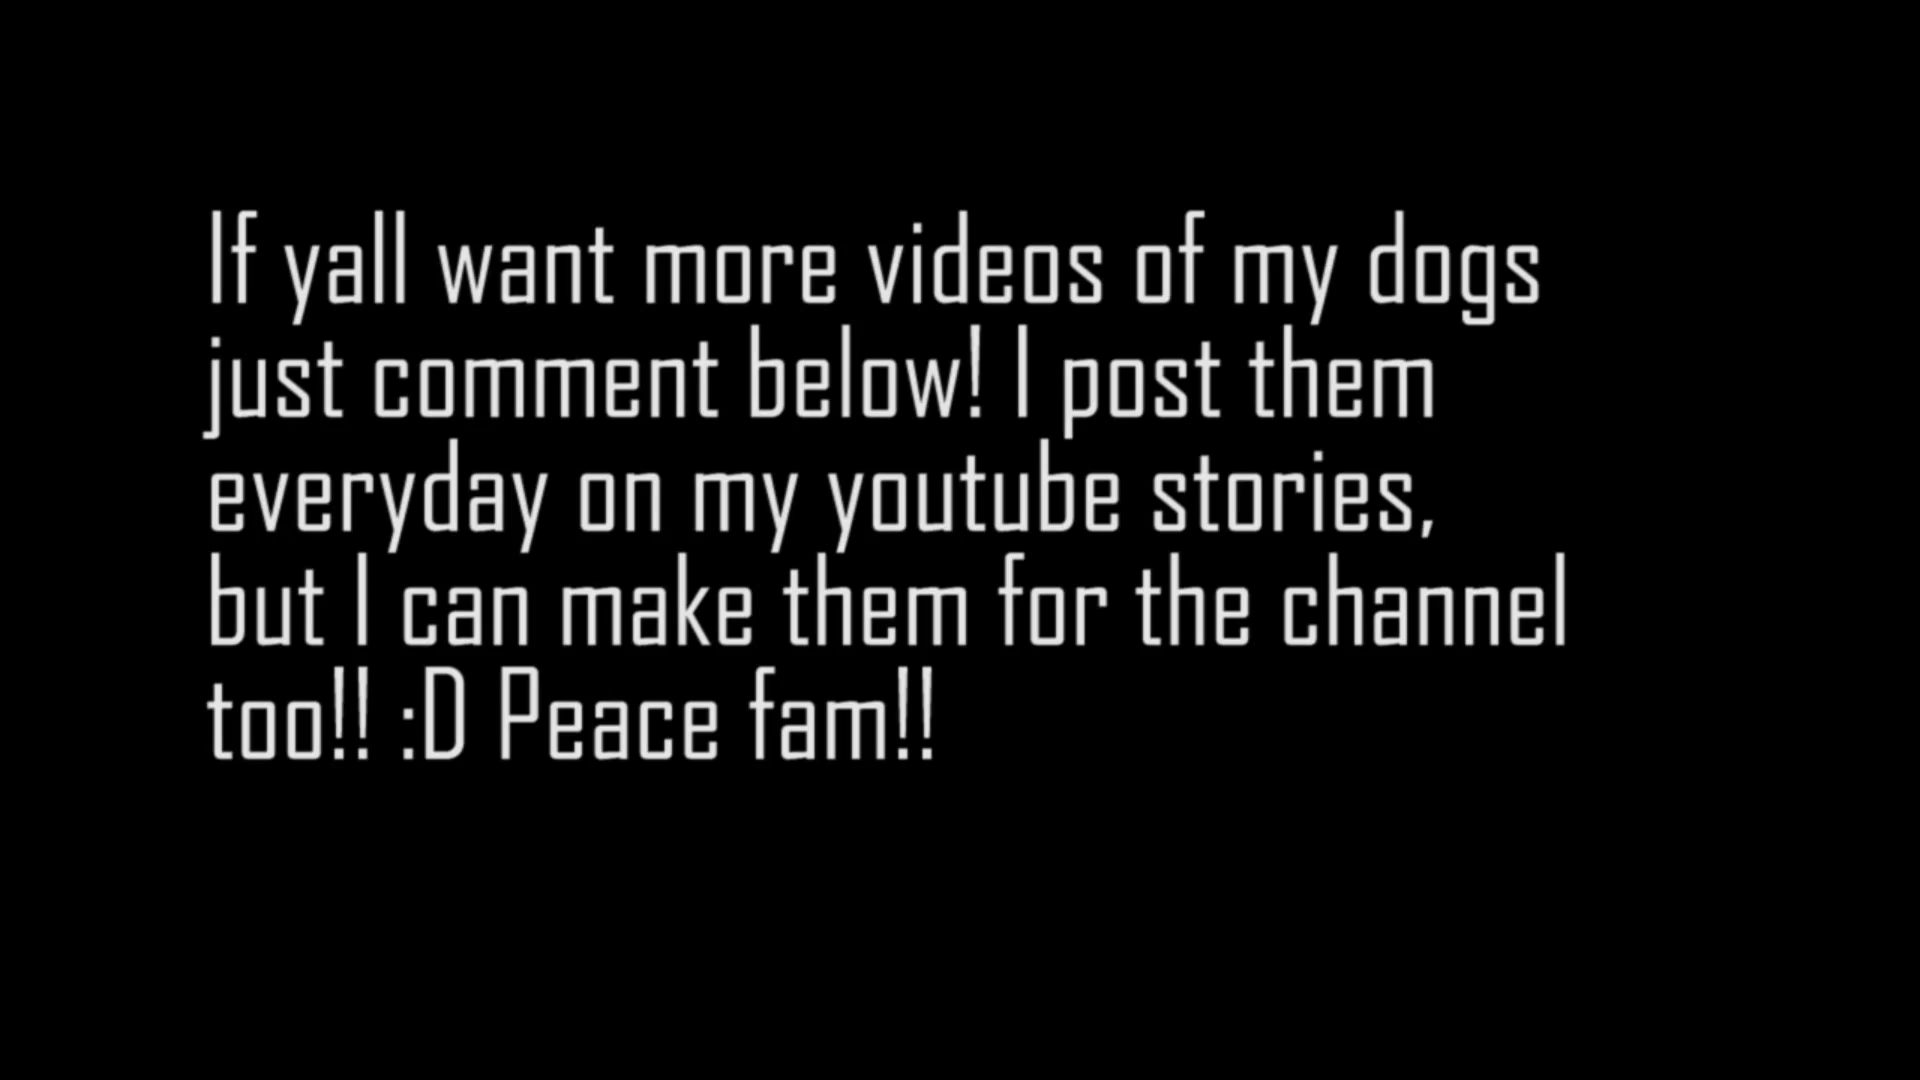 If yall want more videos of my dogs
just comment below! I post them
everyday on my youtube stories,
but I can make them for the channel
too!! :D Peace fam!!